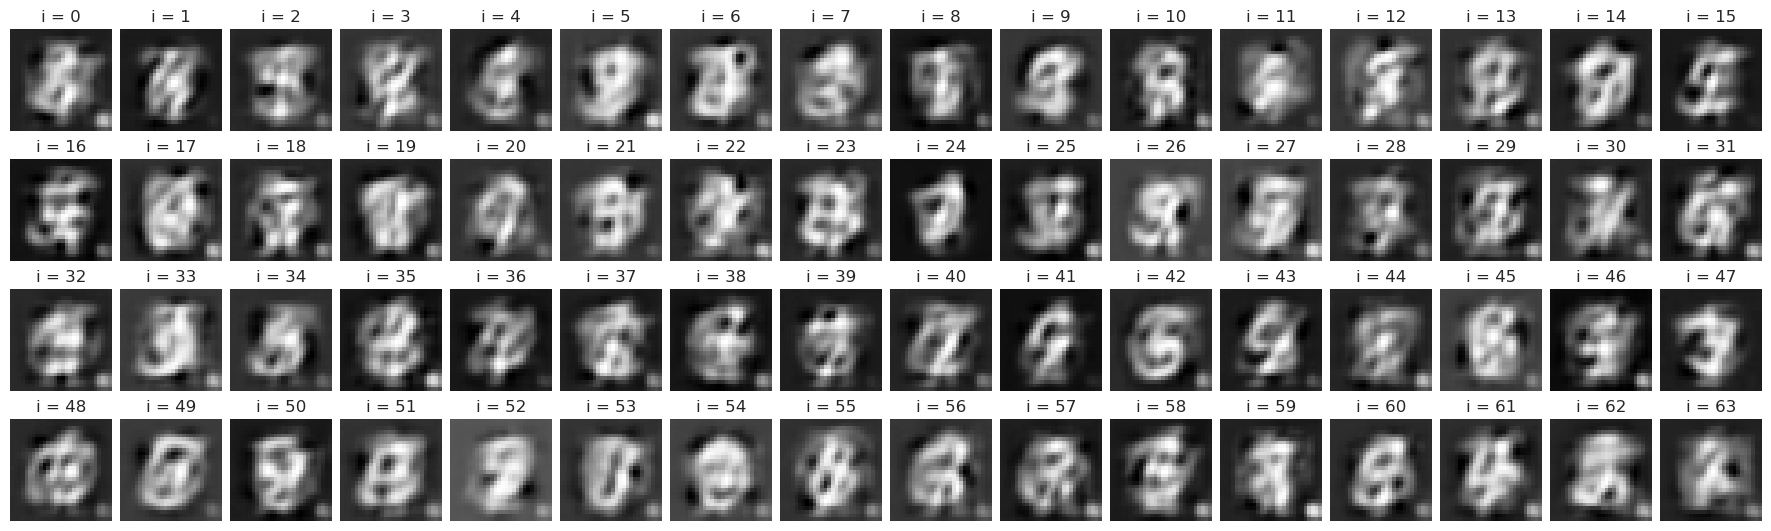 i = 0 i = 1 i = 2 i = 3 i = 4 i = 5 i = 6 i = 7 i = 8 i = 9 i = 10 i = 11 i = 12 i = 13 i = 14 i = 15
i = 16 i = 17 i = 18 i = 19 i = 20 i = 21 i = 22 i = 23 i = 24 i = 25 i = 26 i = 27 i = 28 i = 29 i = 30 i = 31
i = 32 i = 33 i = 34 i = 35 i = 36 i = 37 i = 38 i = 39 i = 40 i = 41 i = 42 i = 43 i = 44 i = 45 i = 46 i = 47
i = 48 i = 49 i = 50 i = 51 i = 52 i = 53 i = 54 i = 55 i = 56 i = 57 i = 58 i = 59 i = 60 i = 61 i = 62 i = 63